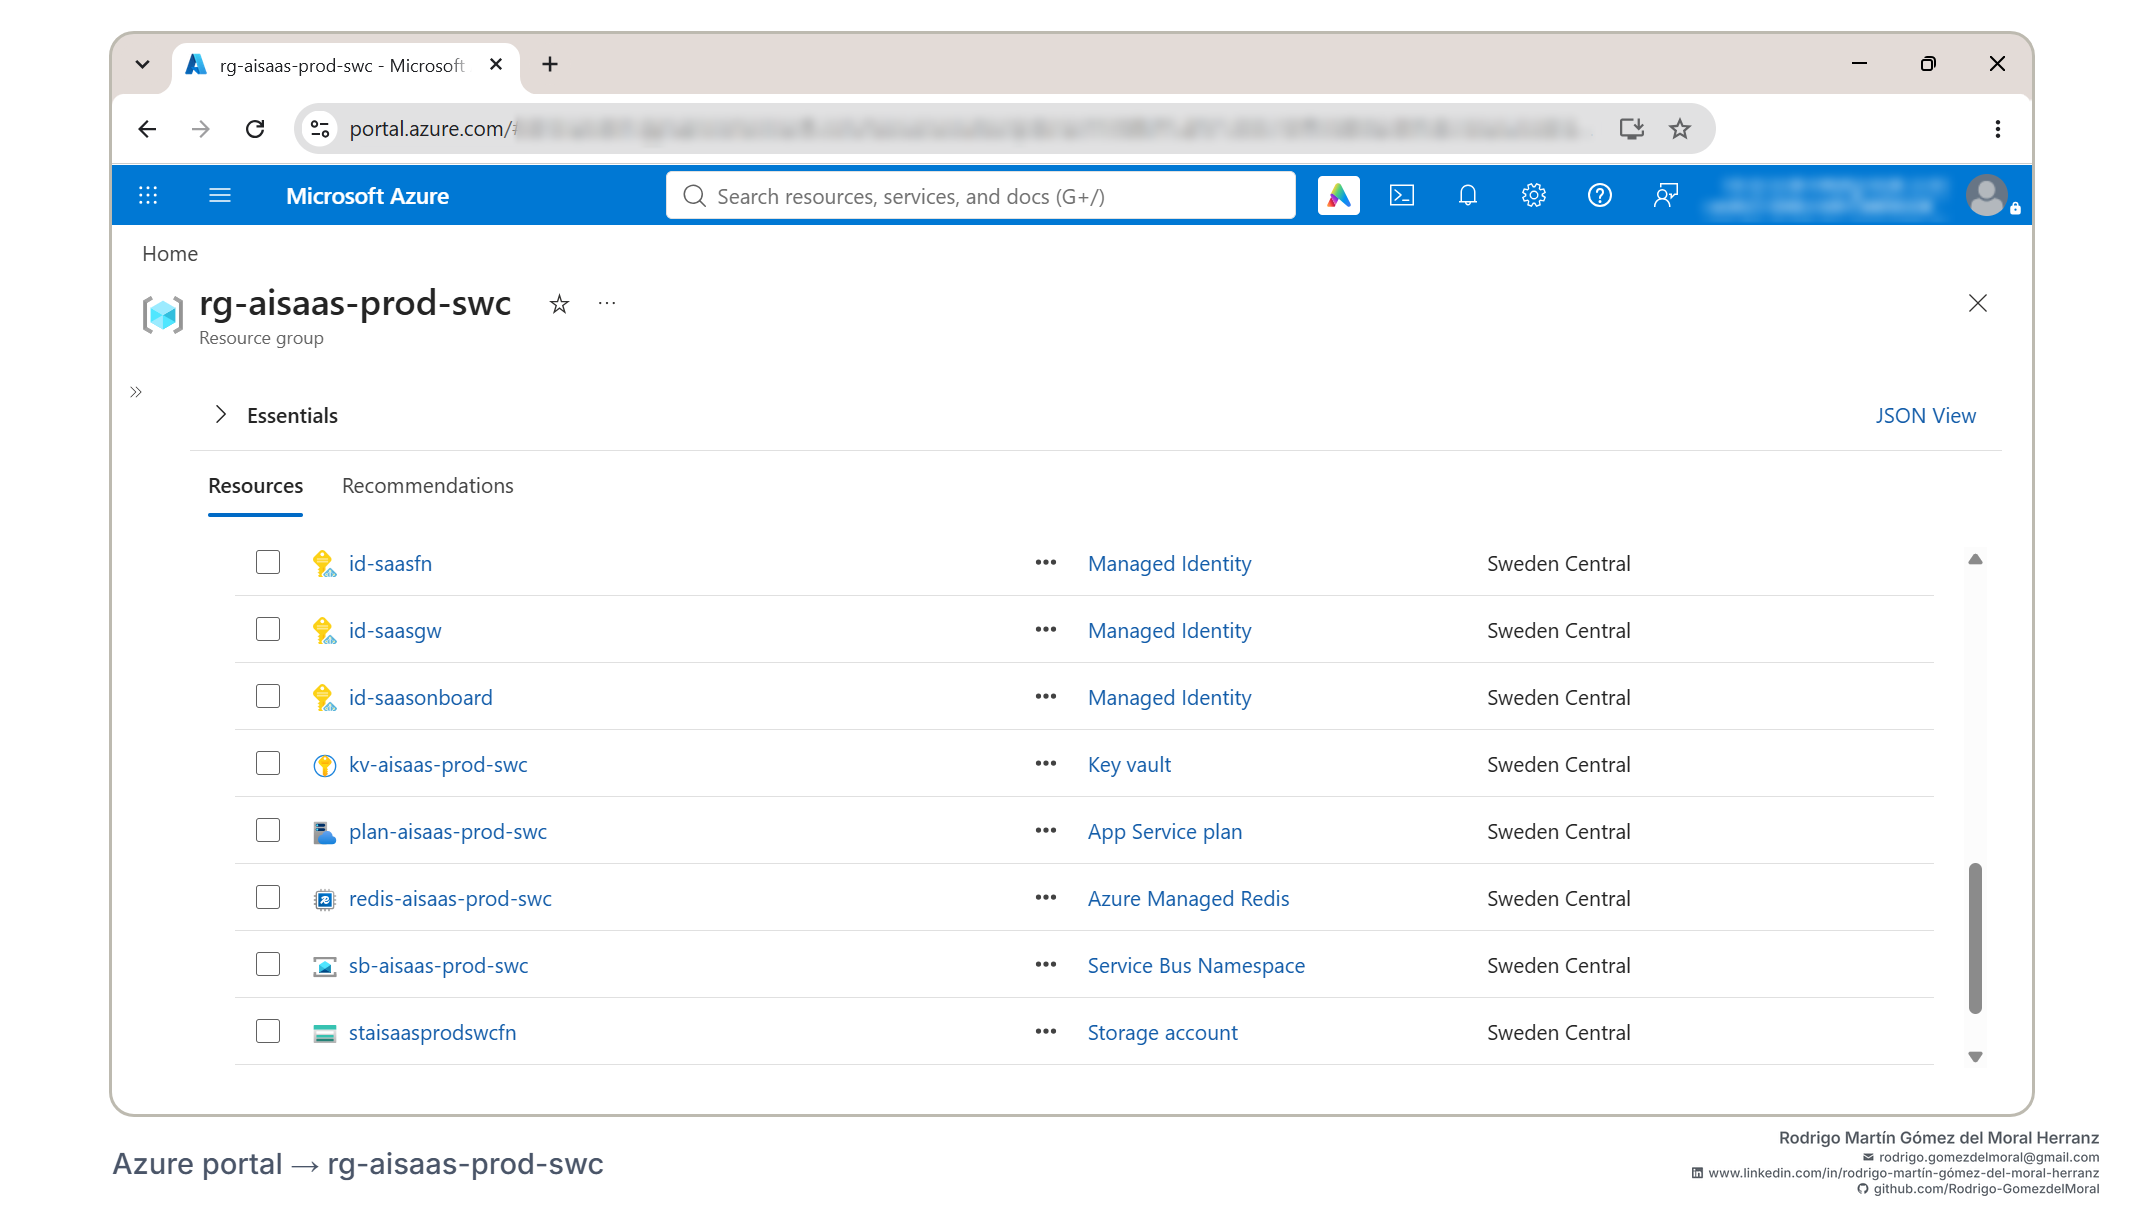 rg-aisaas-prod-swc - Microsoft
portal.azure.com/
Microsoft Azure
Search resources, services, and docs (G+/)
Home
rg-aisaas-prod-swc
Resource group
Essentials
JSON View
Resources Recommendations
id-saasfn Managed Identity Sweden Central
id-saasgw Managed Identity Sweden Central
id-saasonboard Managed Identity Sweden Central
kv-aisaas-prod-swc Key vault Sweden Central
plan-aisaas-prod-swc App Service plan Sweden Central
redis-aisaas-prod-swc Azure Managed Redis Sweden Central
sb-aisaas-prod-swc Service Bus Namespace Sweden Central
staisaasprodswcfn Storage account Sweden Central
Azure portal → rg-aisaas-prod-swc
Rodrigo Martín Gómez del Moral Herranz
rodrigo.gomezdelmoral@gmail.com
www.linkedin.com/in/rodrigo-martín-gómez-del-moral-herranz
github.com/Rodrigo-GomezdelMoral